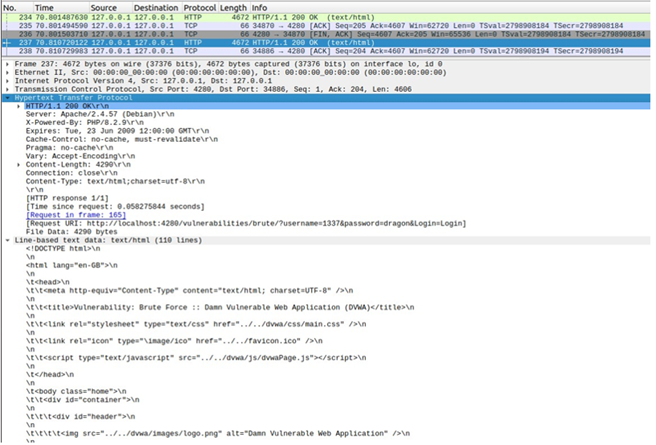 No. Time Source Destination Protocol Length Info
234 70.801487630 127.0.0.1 127.0.0.1 HTTP 4672 HTTP/1.1 200 OK (text/html)
235 70.801494590 127.0.0.1 127.0.0.1 TCP 66 34870 → 4280 [ACK] Seq=205 Ack=4607 Win=62720 Len=0 TSval=2798908184 TSecr=2798908184
236 70.801503710 127.0.0.1 127.0.0.1 TCP 66 4280 → 34870 [FIN, ACK] Seq=4607 Ack=205 Win=65536 Len=0 TSval=2798908184 TSecr=2798908184
237 70.810720122 127.0.0.1 127.0.0.1 HTTP 4672 HTTP/1.1 200 OK (text/html)
238 70.810729983 127.0.0.1 127.0.0.1 TCP 66 34886 → 4280 [ACK] Seq=204 Ack=4607 Win=62720 Len=0 TSval=2798908194 TSecr=2798908194
Frame 237: 4672 bytes on wire (37376 bits), 4672 bytes captured (37376 bits) on interface lo, id 0
Ethernet II, Src: 00:00:00_00:00:00 (00:00:00:00:00:00), Dst: 00:00:00_00:00:00 (00:00:00:00:00:00)
Internet Protocol Version 4, Src: 127.0.0.1, Dst: 127.0.0.1
Transmission Control Protocol, Src Port: 4280, Dst Port: 34886, Seq: 1, Ack: 204, Len: 4606
Hypertext Transfer Protocol
HTTP/1.1 200 OK\r\n
Server: Apache/2.4.57 (Debian)\r\n
X-Powered-By: PHP/8.2.9\r\n
Expires: Tue, 23 Jun 2009 12:00:00 GMT\r\n
Cache-Control: no-cache, must-revalidate\r\n
Pragma: no-cache\r\n
Vary: Accept-Encoding\r\n
Content-Length: 4290\r\n
Connection: close\r\n
Content-Type: text/html;charset=utf-8\r\n
\r\n
[HTTP response 1/1]
[Time since request: 0.058275844 seconds]
[Request in frame: 165]
[Request URI: http://localhost:4280/vulnerabilities/brute/?username=1337&password=dragon&Login=Login]
File Data: 4290 bytes
Line-based text data: text/html (110 lines)
<!DOCTYPE html>\n
\n
<html lang="en-GB">\n
\n
\t<head>\n
\t\t<meta http-equiv="Content-Type" content="text/html; charset=UTF-8" />\n
\n
\t\t<title>Vulnerability: Brute Force :: Damn Vulnerable Web Application (DVWA)</title>\n
\n
\t\t<link rel="stylesheet" type="text/css" href="../../dvwa/css/main.css" />\n
\n
\t\t<link rel="icon" type="\image/ico" href="../../favicon.ico" />\n
\n
\t\t<script type="text/javascript" src="../../dvwa/js/dvwaPage.js"></script>\n
\n
\t</head>\n
\n
\t<body class="home">\n
\t\t<div id="container">\n
\n
\t\t\t<div id="header">\n
\n
\t\t\t\t<img src="../../dvwa/images/logo.png" alt="Damn Vulnerable Web Application" />\n
\n